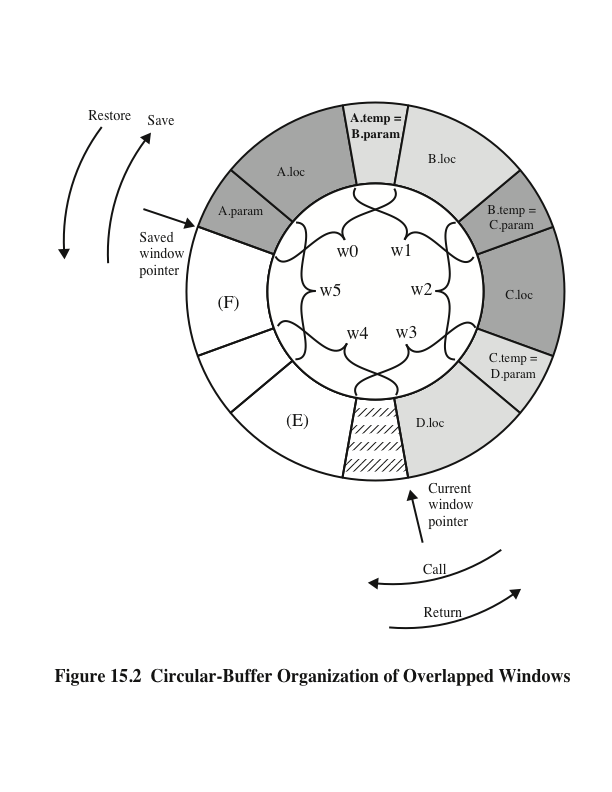 Restore
Save
A.temp =
B.param
A.loc
B.loc
A.param
B.temp =
C.param
Saved
window
pointer
w0
w1
w5
w2
w4
w3
(F)
C.loc
C.temp =
D.param
(E)
D.loc
Current
window
pointer
Call
Return
Figure 15.2 Circular-Buffer Organization of Overlapped Windows